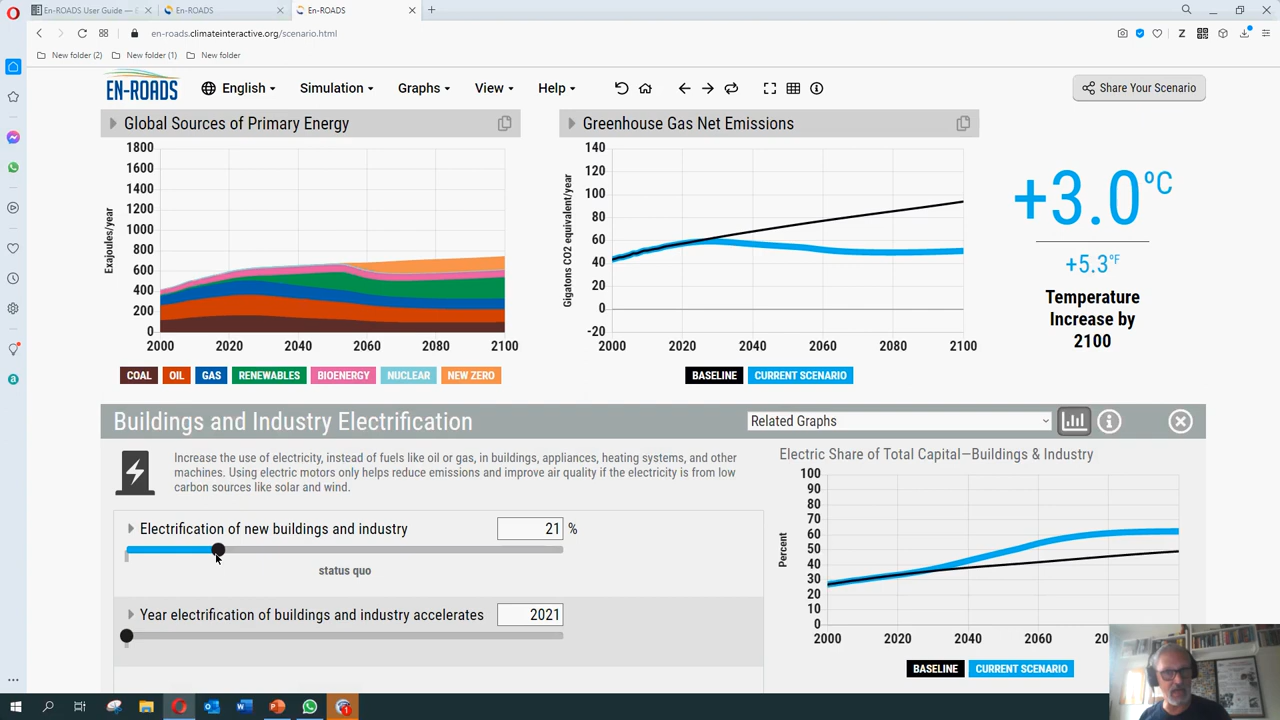 En-ROADS User Guide — 
En-ROADS
En-ROADS
en-roads.climateinteractive.org/scenario.html
New folder (2)
New folder (1)
New folder
EN-ROADS
English
Simulation
Graphs
View
Help
Share Your Scenario
Global Sources of Primary Energy
Exajoules/year
1800
1600
1400
1200
1000
800
600
400
200
0
2000 2020 2040 2060 2080 2100
COAL OIL GAS RENEWABLES BIOENERGY NUCLEAR NEW ZERO
Greenhouse Gas Net Emissions
Gigatons CO2 equivalent/year
140
120
100
80
60
40
20
0
-20
2000 2020 2040 2060 2080 2100
BASELINE CURRENT SCENARIO
+3.0°C
+5.3°F
Temperature
Increase by
2100
Buildings and Industry Electrification
Related Graphs
Increase the use of electricity, instead of fuels like oil or gas, in buildings, appliances, heating systems, and other
machines. Using electric motors only helps reduce emissions and improve air quality if the electricity is from low
carbon sources like solar and wind.
Electrification of new buildings and industry 21 %
status quo
Year electrification of buildings and industry accelerates 2021
Electric Share of Total Capital—Buildings & Industry
Percent
100
90
80
70
60
50
40
30
20
10
0
2000 2020 2040 2060
BASELINE CURRENT SCENARIO